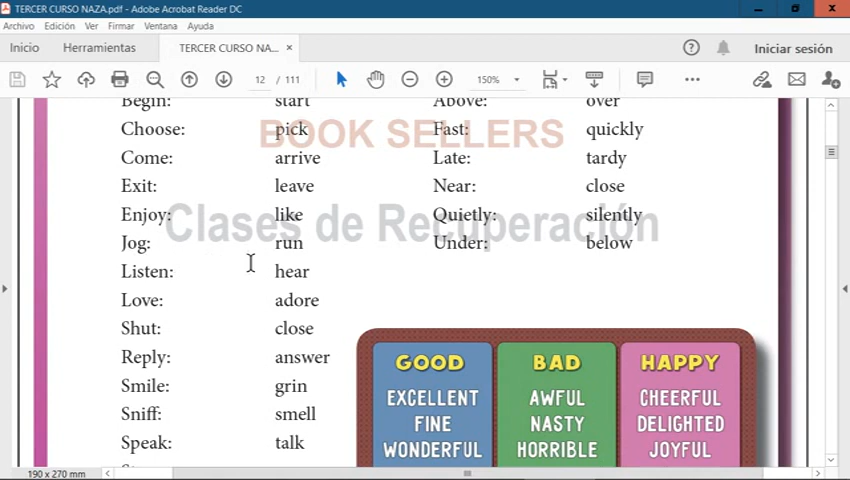 TERCER CURSO NAZA.pdf - Adobe Acrobat Reader DC
Archivo Edición Ver Firmar Ventana Ayuda
Inicio Herramientas TERCER CURSO NA... × Iniciar sesión
12 / 111 150%
Begin: start Above: over
BOOK SELLERS
Choose: pick Fast: quickly
Come: arrive Late: tardy
Exit: leave Near: close
Enjoy: like Quietly: silently
Clases de Recuperación
Jog: run Under: below
Listen: hear
Love: adore
Shut: close
Reply: answer
Smile: grin
Sniff: smell
Speak: talk
GOOD BAD HAPPY
EXCELLENT AWFUL CHEERFUL
FINE NASTY DELIGHTED
WONDERFUL HORRIBLE JOYFUL
190 x 270 mm